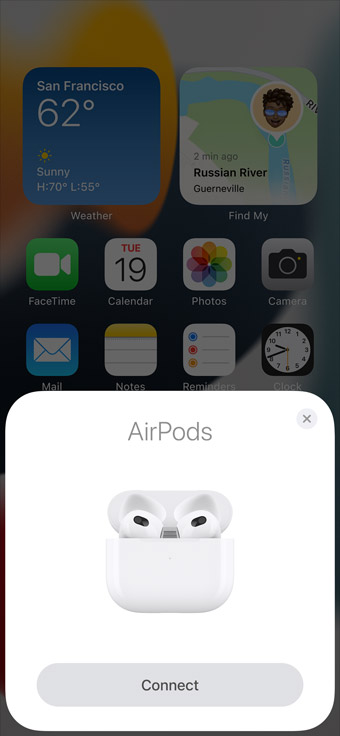 San Francisco
62°
Sunny
H:70° L:55°
Weather
2 min ago
Russian River
Guerneville
Find My
FaceTime
TUE
19
Calendar
Photos
Camera
Mail
Notes
Reminders
Clock
AirPods
Connect